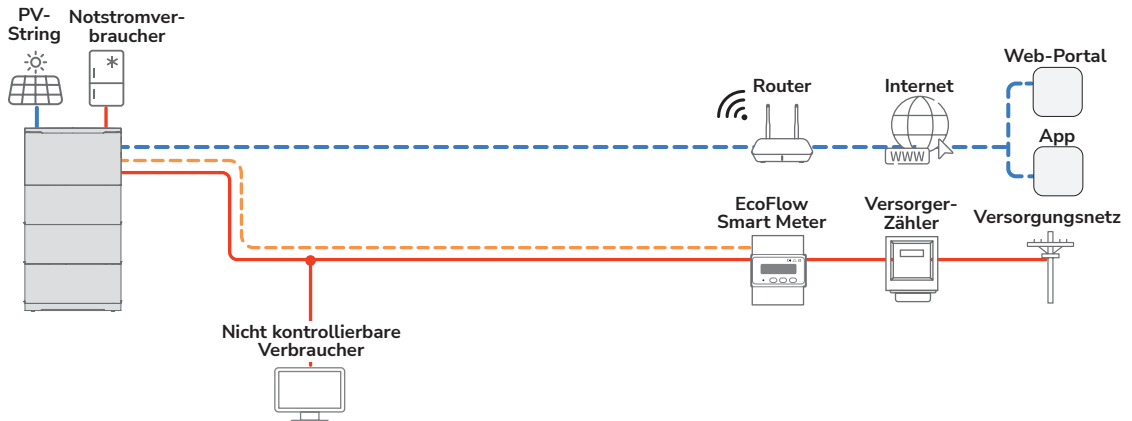 PV-
String
Notstromver-
braucher
Router
Internet
Web-Portal
WWW
App
EcoFlow
Smart Meter
Versorger-
Zähler
Versorgungsnetz
Nicht kontrollierbare
Verbraucher